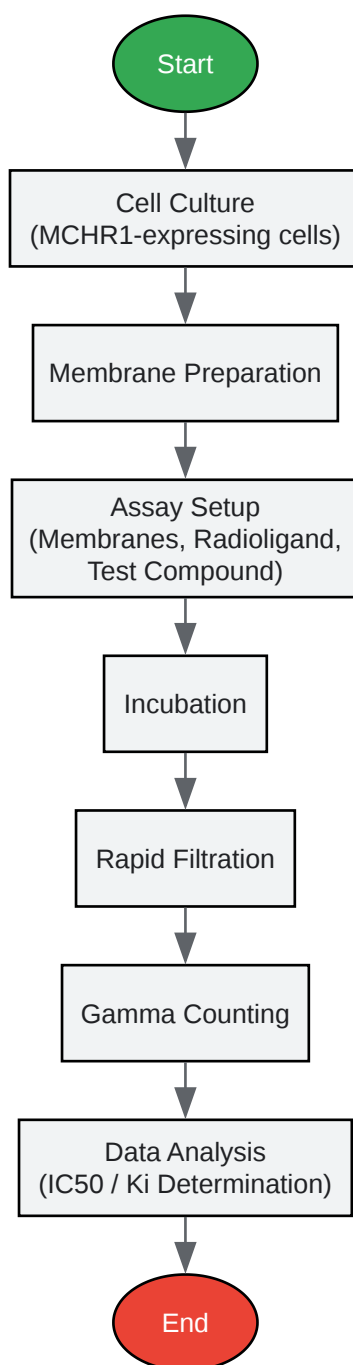 Start
Cell Culture
(MCHR1-expressing cells)
Membrane Preparation
Assay Setup
(Membranes, Radioligand,
Test Compound)
Incubation
Rapid Filtration
Gamma Counting
Data Analysis
(IC50 / Ki Determination)
End